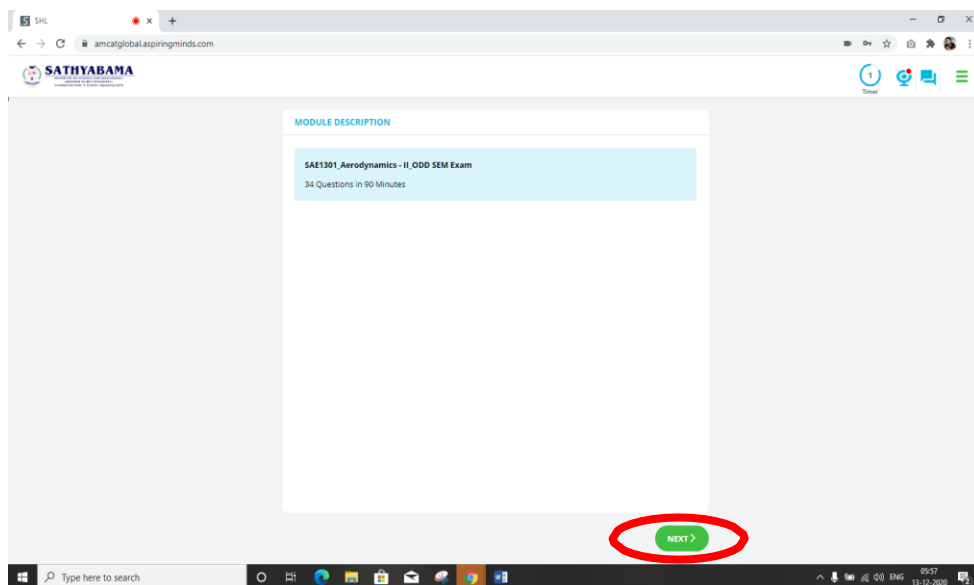 S SHL
amcatglobal.aspiringminds.com
SATHYABAMA
1
Timer
MODULE DESCRIPTION
SAE1301_Aerodynamics - II_ODD SEM Exam
34 Questions in 90 Minutes
NEXT >
Type here to search
ENG
05:57
13-12-2020
2